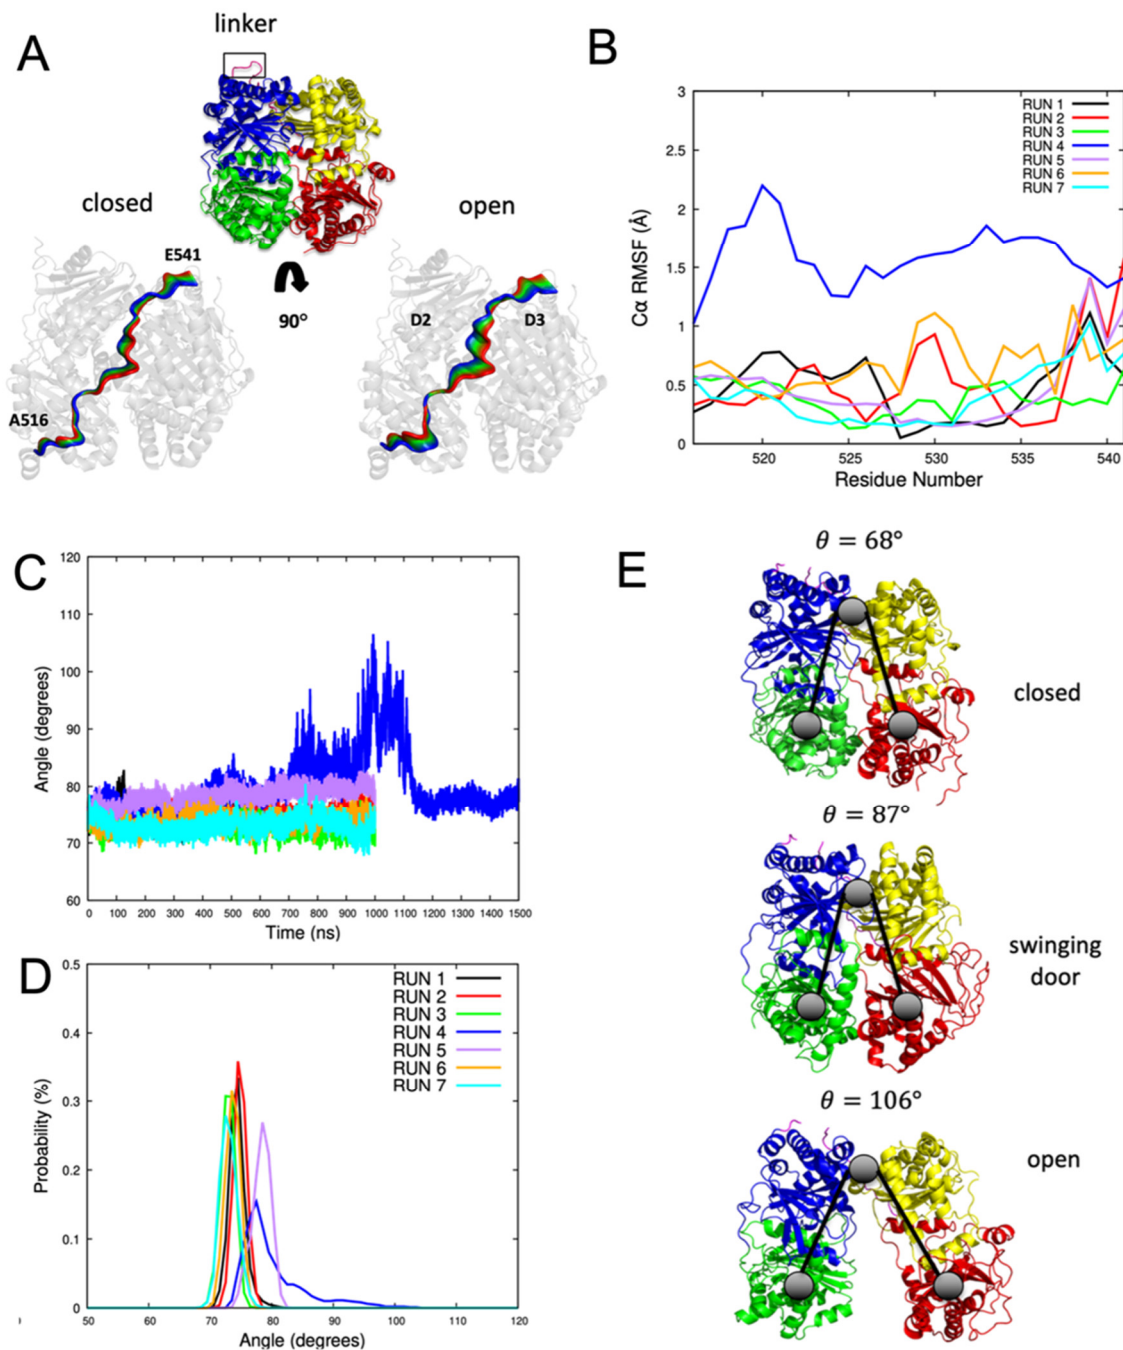 A
linker
closed
open
E541
A516
90°
D2
D3
B
3
2.5
2
1.5
1
0.5
0
Cα RMSF (Å)
520
525
530
535
540
Residue Number
RUN 1
RUN 2
RUN 3
RUN 4
RUN 5
RUN 6
RUN 7
C
120
110
100
90
80
70
60
Angle (degrees)
0 100 200 300 400 500 600 700 800 900 1000 1100 1200 1300 1400 1500
Time (ns)
D
0.5
0.4
0.3
0.2
0.1
0
Probability (%)
50 60 70 80 90 100 110 120
Angle (degrees)
RUN 1
RUN 2
RUN 3
RUN 4
RUN 5
RUN 6
RUN 7
E
θ = 68°
closed
θ = 87°
swinging
door
θ = 106°
open